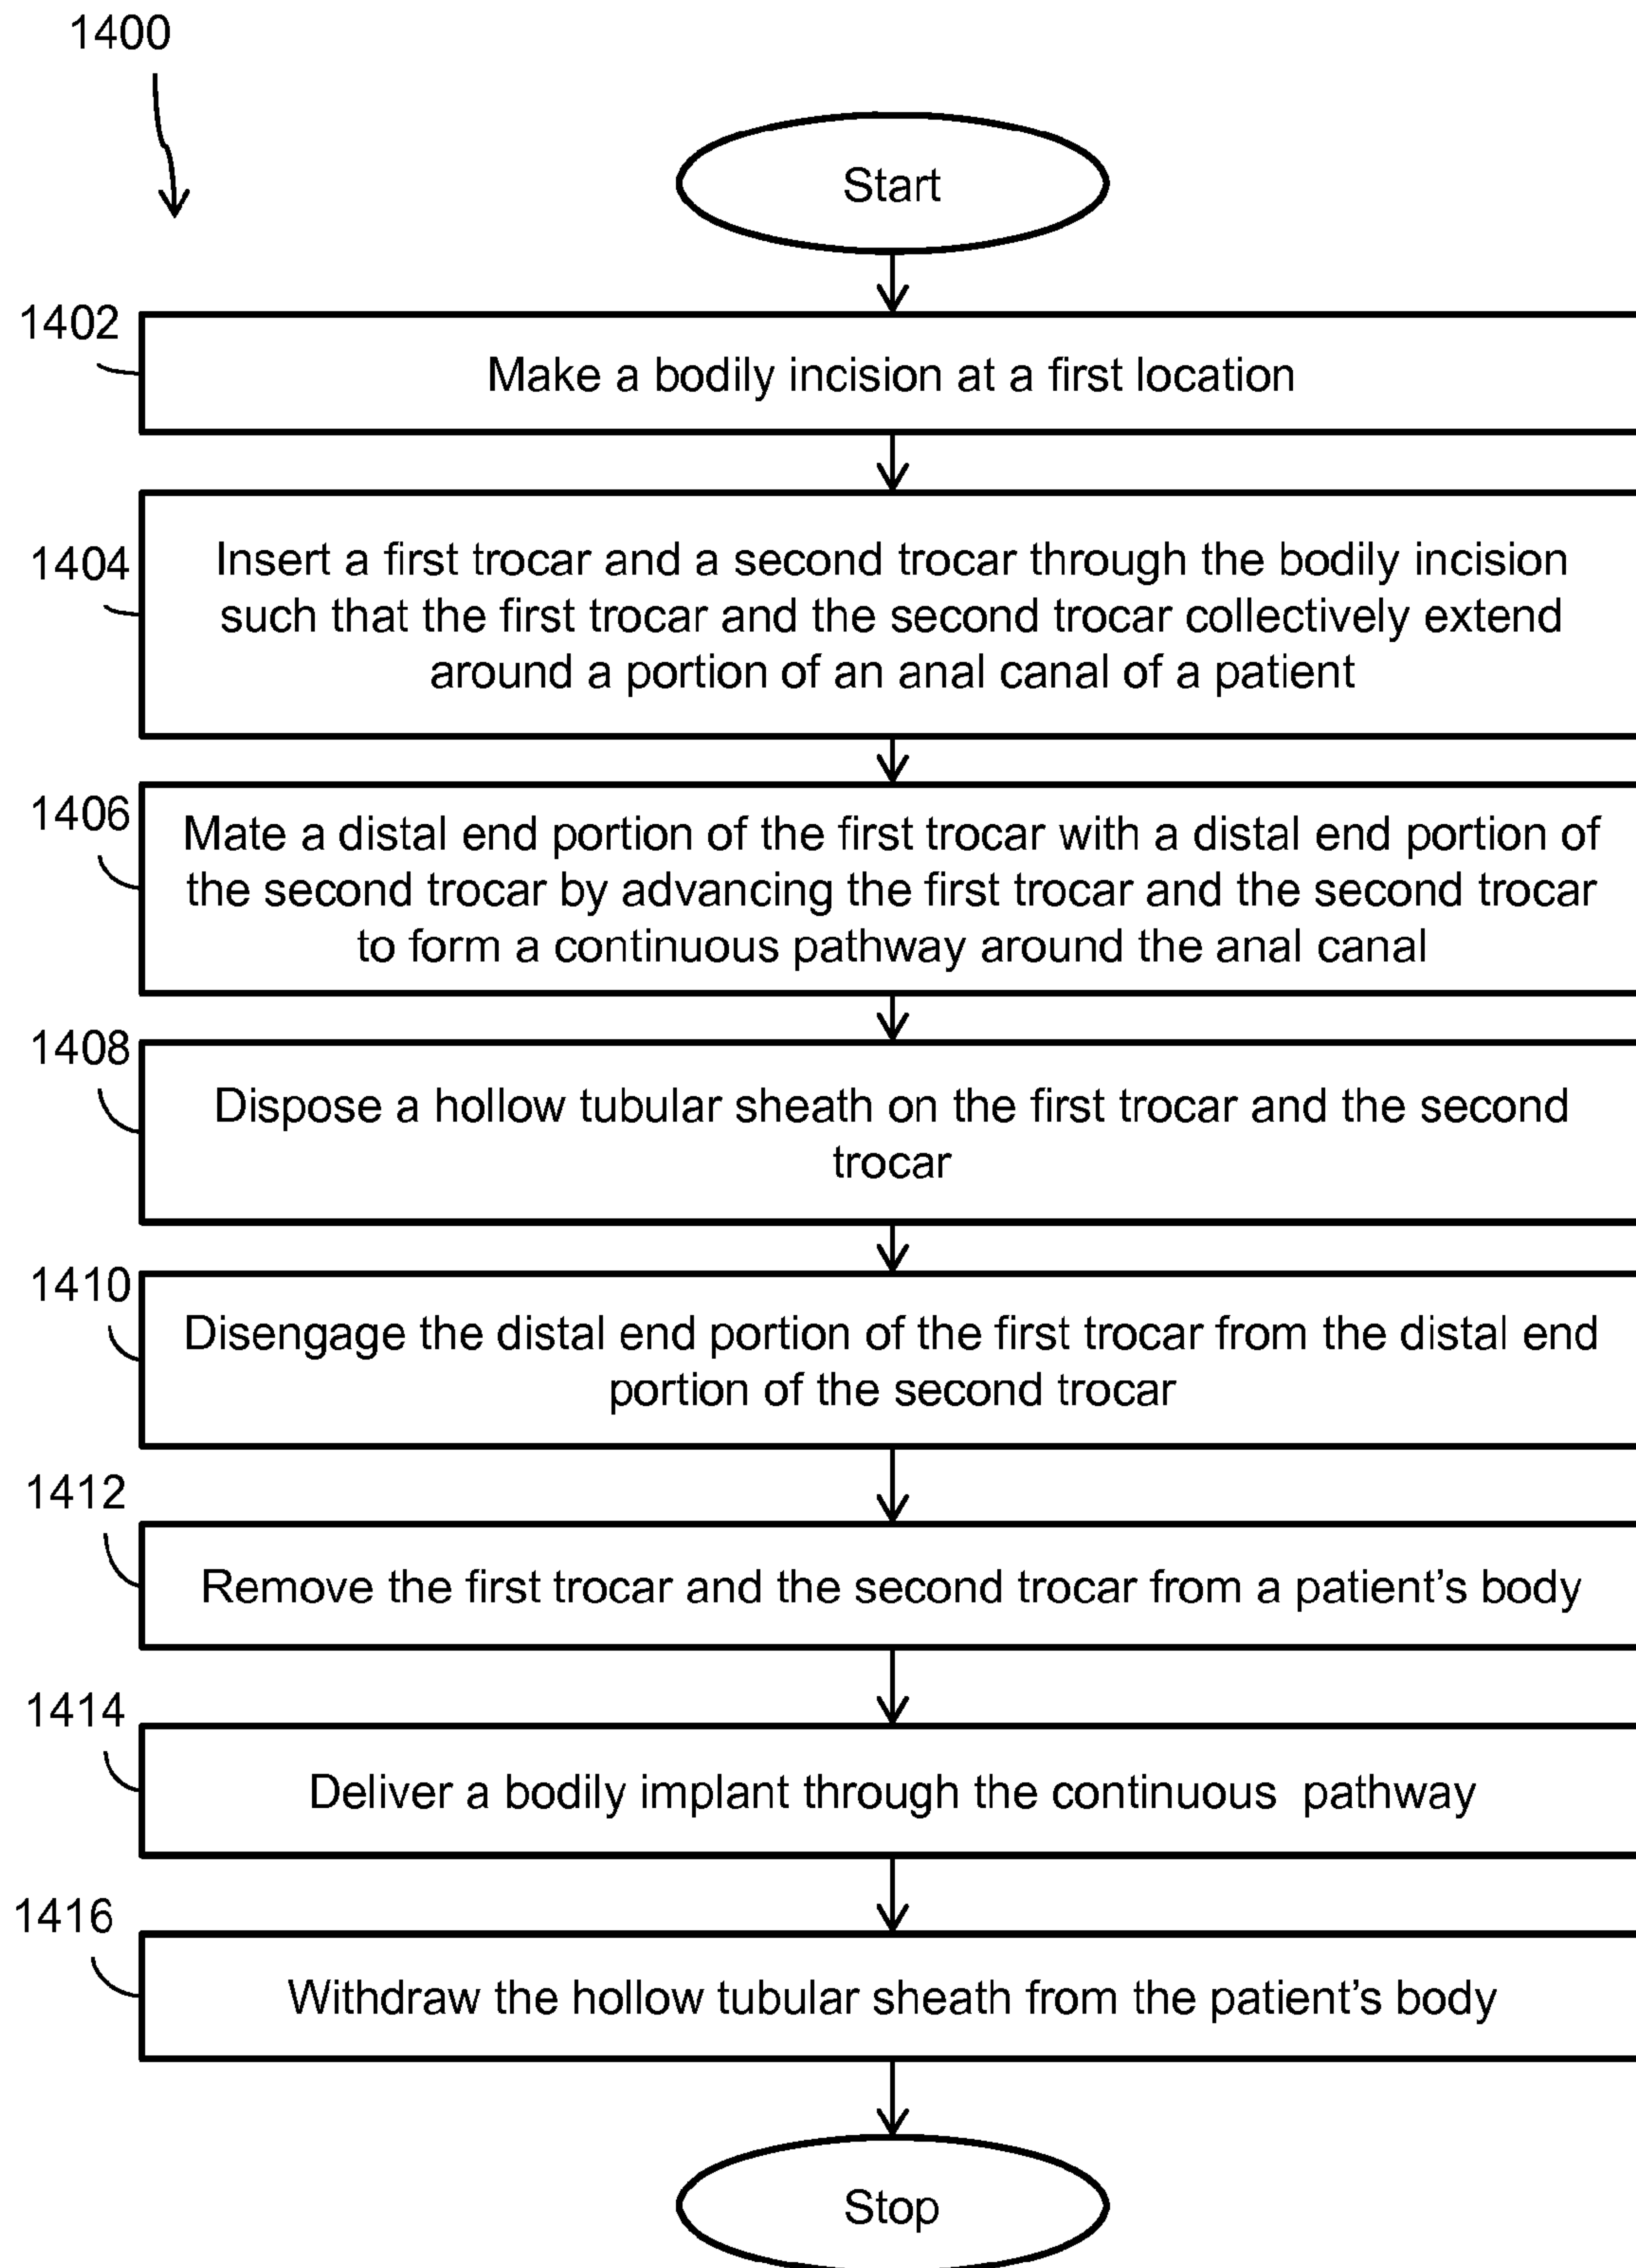 1400
Start
1402
Make a bodily incision at a first location
1404
Insert a first trocar and a second trocar through the bodily incision
such that the first trocar and the second trocar collectively extend
around a portion of an anal canal of a patient
1406
Mate a distal end portion of the first trocar with a distal end portion of
the second trocar by advancing the first trocar and the second trocar
to form a continuous pathway around the anal canal
1408
Dispose a hollow tubular sheath on the first trocar and the second
trocar
1410
Disengage the distal end portion of the first trocar from the distal end
portion of the second trocar
1412
Remove the first trocar and the second trocar from a patient's body
1414
Deliver a bodily implant through the continuous pathway
1416
Withdraw the hollow tubular sheath from the patient's body
Stop